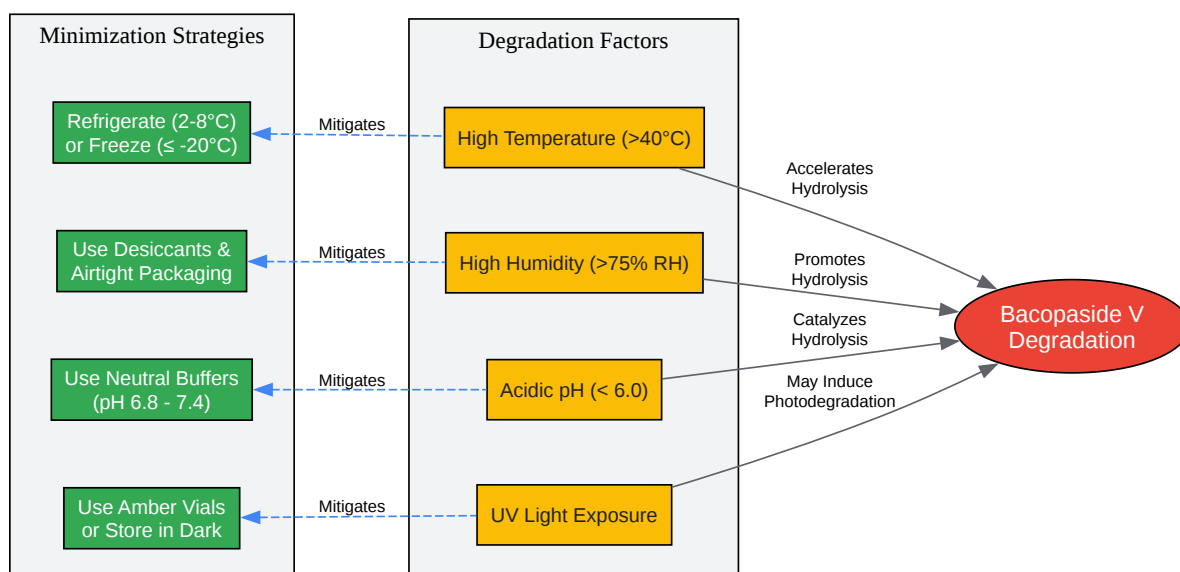 Minimization Strategies
Degradation Factors
Refrigerate (2-8°C)
or Freeze (≤ -20°C)
Mitigates
High Temperature (>40°C)
Accelerates
Hydrolysis
Use Desiccants &
Airtight Packaging
Mitigates
High Humidity (>75% RH)
Promotes
Hydrolysis
Bacopaside V
Degradation
Use Neutral Buffers
(pH 6.8 - 7.4)
Mitigates
Acidic pH (< 6.0)
Catalyzes
Hydrolysis
May Induce
Photodegradation
Use Amber Vials
or Store in Dark
Mitigates
UV Light Exposure